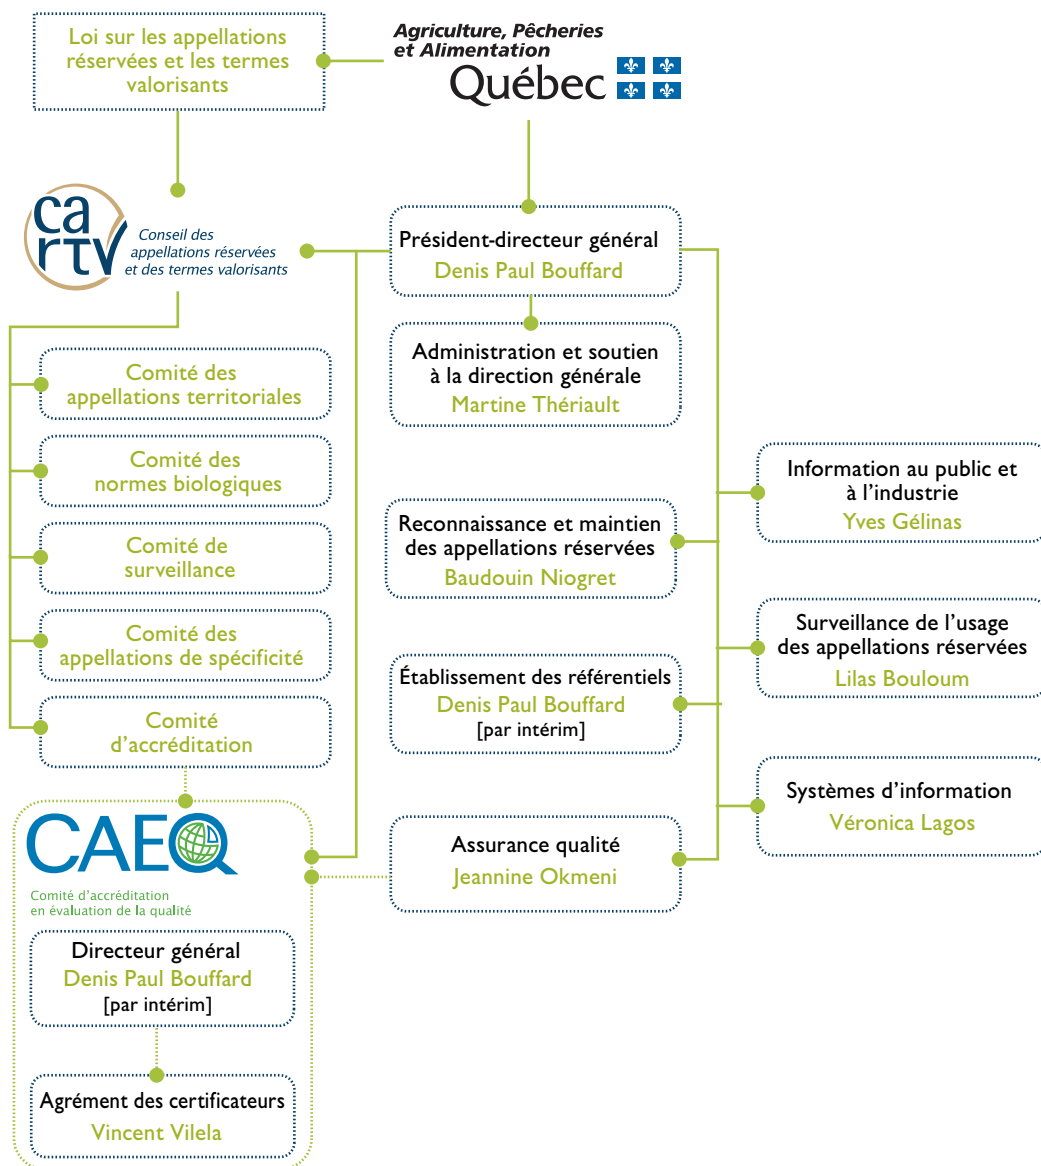 Loi sur les appellations
réservées et les termes
valorisants
Agriculture, Pêcheries
et Alimentation
Québec
ca
rtv
Conseil des
appellations réservées
et des termes valorisants
Président-directeur général
Denis Paul Bouffard
Administration et soutien
à la direction générale
Martine Thériault
Comité des
appellations territoriales
Comité des
normes biologiques
Comité de
surveillance
Comité des
appellations de spécificité
Comité
d’accréditation
Reconnaissance et maintien
des appellations réservées
Baudouin Niogret
Établissement des référentiels
Denis Paul Bouffard
[par intérim]
Assurance qualité
Jeannine Okmeni
Information au public et
à l’industrie
Yves Gélinas
Surveillance de l’usage
des appellations réservées
Lilas Bouloum
Systèmes d’information
Véronica Lagos
CAEQ
Comité d’accréditation
en évaluation de la qualité
Directeur général
Denis Paul Bouffard
[par intérim]
Agrément des certificateurs
Vincent Vilela